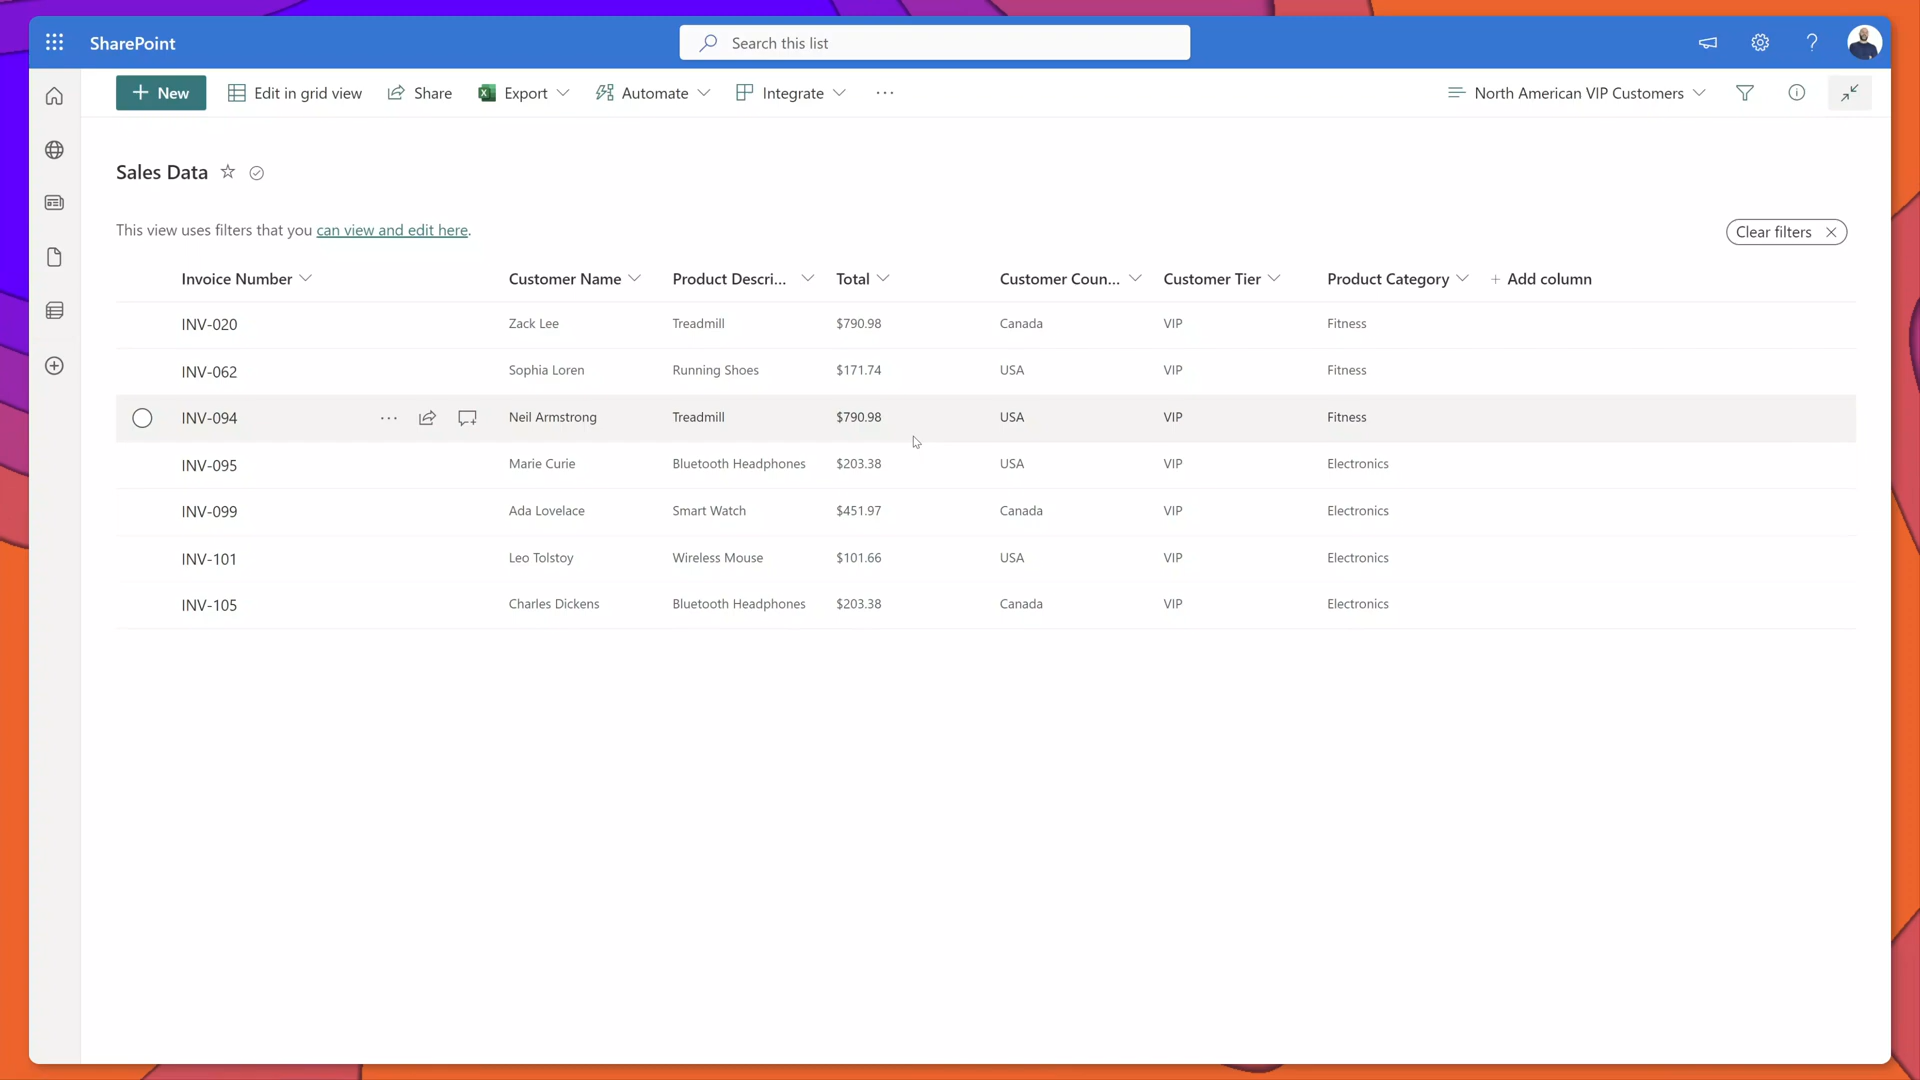 SharePoint
Search this list
New Edit in grid view Share Export Automate Integrate ···
North American VIP Customers
Sales Data
This view uses filters that you can view and edit here.
Clear filters
Invoice Number Customer Name Product Descri... Total Customer Coun... Customer Tier Product Category + Add column
INV-020 Zack Lee Treadmill $790.98 Canada VIP Fitness
INV-062 Sophia Loren Running Shoes $171.74 USA VIP Fitness
INV-094 ··· Neil Armstrong Treadmill $790.98 USA VIP Fitness
INV-095 Marie Curie Bluetooth Headphones $203.38 USA VIP Electronics
INV-099 Ada Lovelace Smart Watch $451.97 Canada VIP Electronics
INV-101 Leo Tolstoy Wireless Mouse $101.66 USA VIP Electronics
INV-105 Charles Dickens Bluetooth Headphones $203.38 Canada VIP Electronics